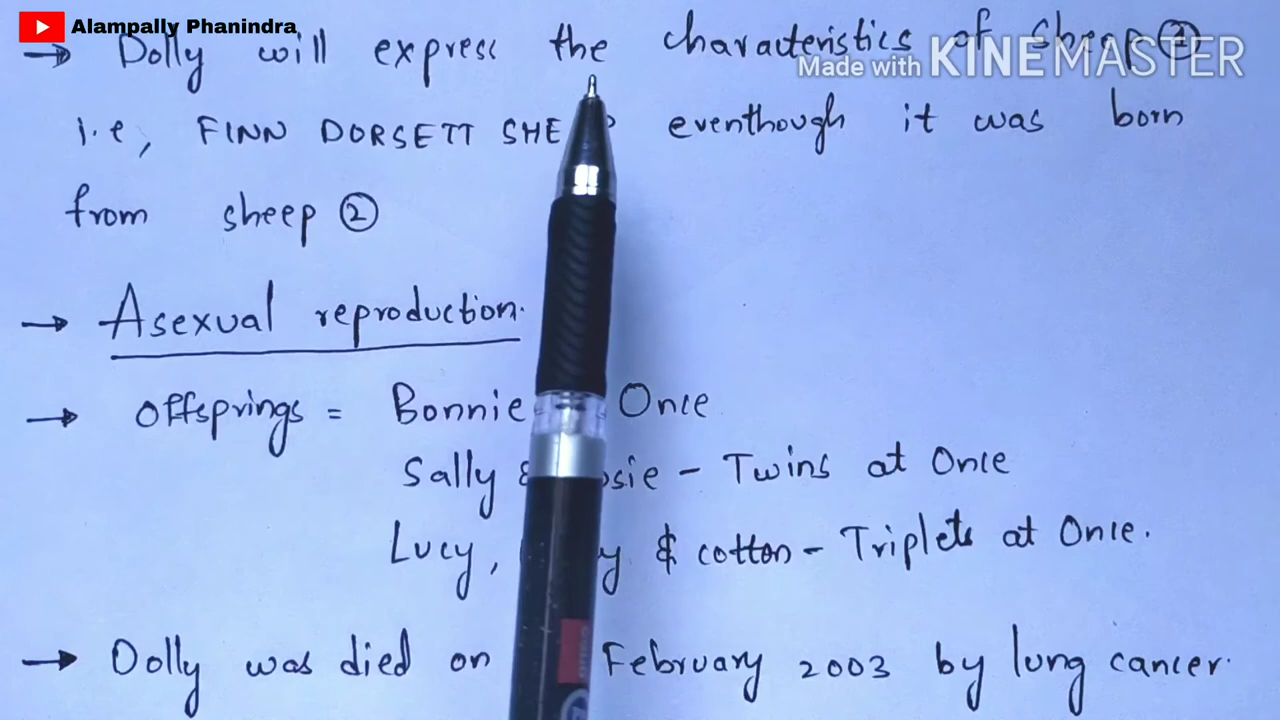 Alampally Phanindra
→ Dolly will express the characteristics of sheep ①
Made with KINEMASTER
i.e, FINN DORSETT eventhough it was born
from sheep ②
→ Asexual reproduction.
→ Offsprings = Bonnie Once
Sally & - Twins at Once
Lucy, & cotton - Triplets at Once.
→ Dolly was died on February 2003 by lung cancer.